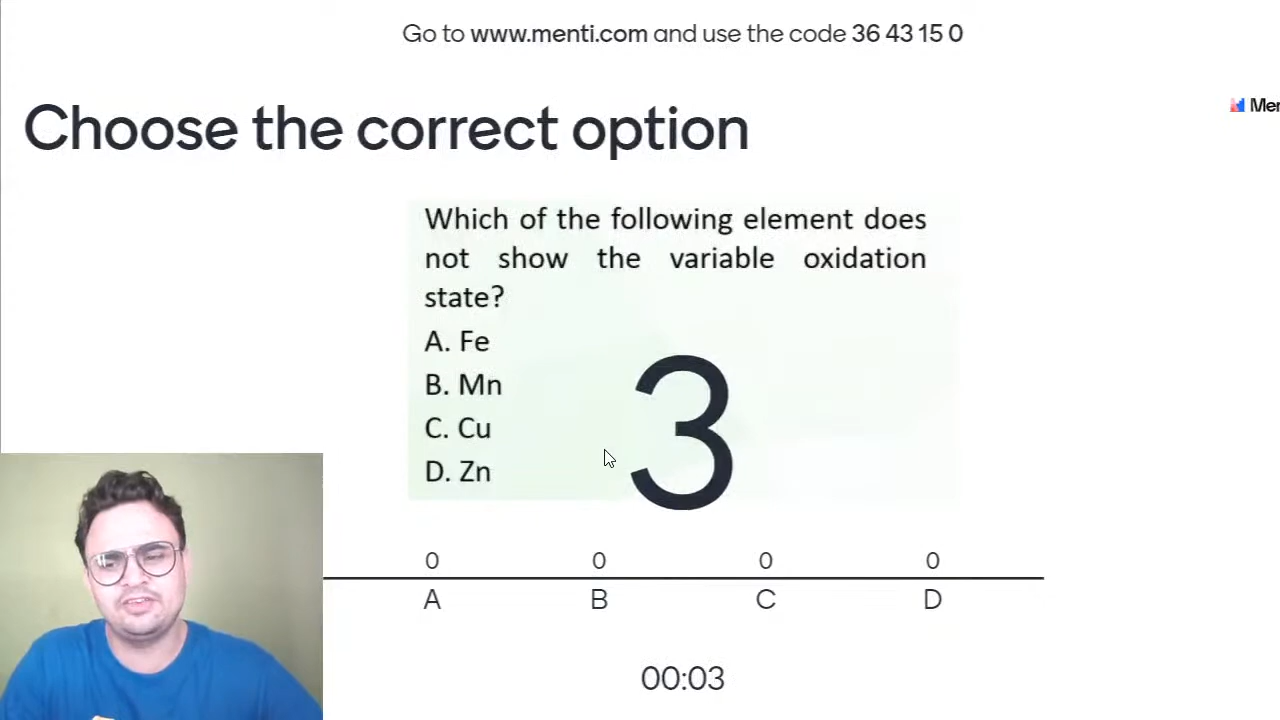 Go to www.menti.com and use the code 36 43 15 0
Mer
Choose the correct option
Which of the following element does
not show the variable oxidation
state?
A. Fe
B. Mn
C. Cu
D. Zn
3
0 0 0 0
A B C D
00:03